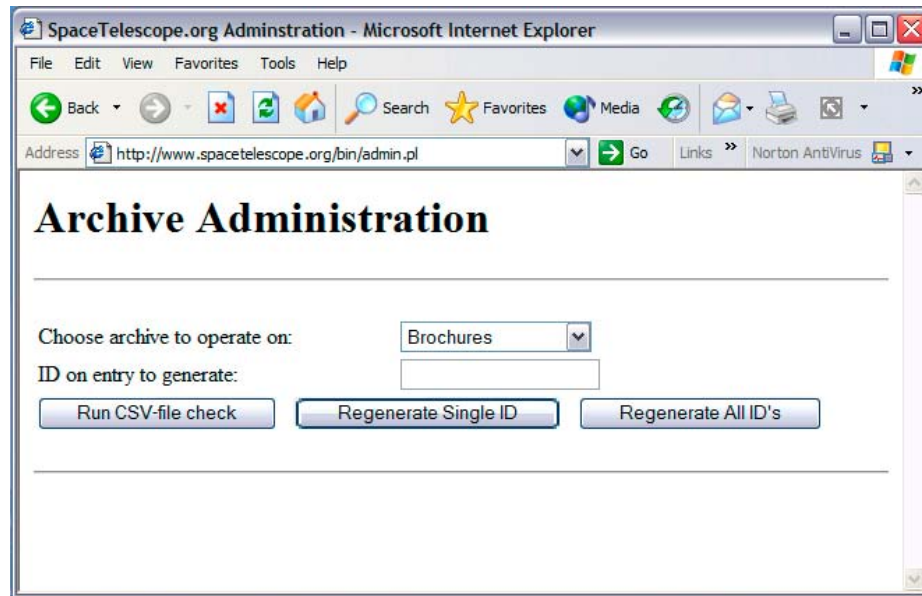 SpaceTelescope.org Adminstration - Microsoft Internet Explorer
File Edit View Favorites Tools Help
Back Search Favorites Media
Address http://www.spacetelescope.org/bin/admin.pl Go Links » Norton AntiVirus
Archive Administration
Choose archive to operate on: Brochures
ID on entry to generate:
Run CSV-file check Regenerate Single ID Regenerate All ID's